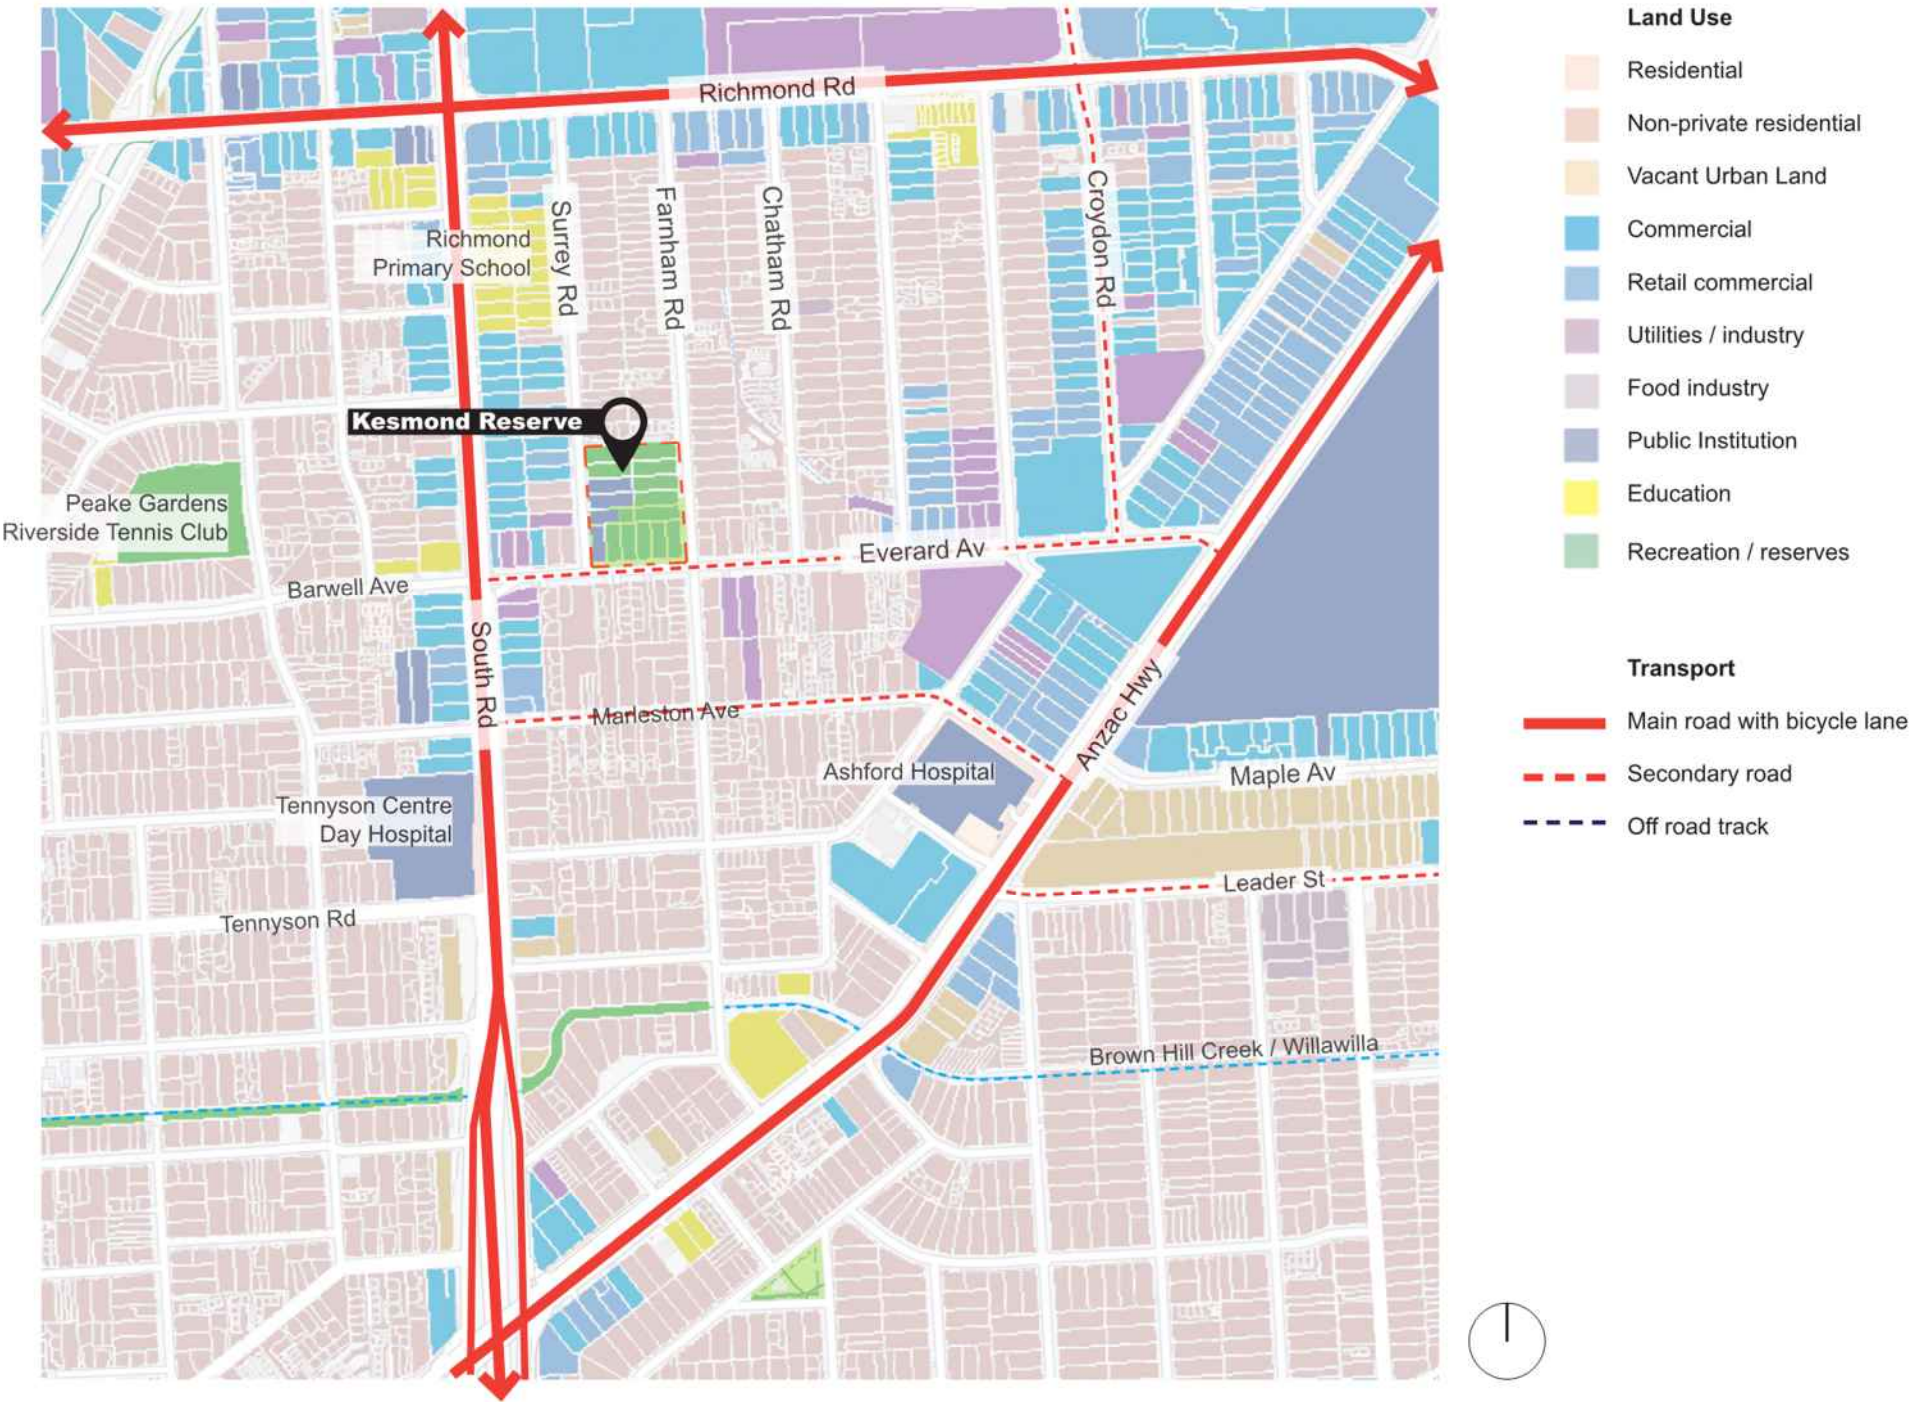 Richmond Rd
Richmond
Primary School
Surrey Rd
Farnham Rd
Chatham Rd
Croydon Rd
Kesmond Reserve
Peake Gardens
Riverside Tennis Club
Barwell Ave
Everard Av
South Rd
Marleston Ave
Anzac Hwy
Ashford Hospital
Maple Av
Tennyson Centre
Day Hospital
Leader St
Tennyson Rd
Brown Hill Creek / Willawilla
Land Use
Residential
Non-private residential
Vacant Urban Land
Commercial
Retail commercial
Utilities / industry
Food industry
Public Institution
Education
Recreation / reserves
Transport
Main road with bicycle lane
Secondary road
Off road track